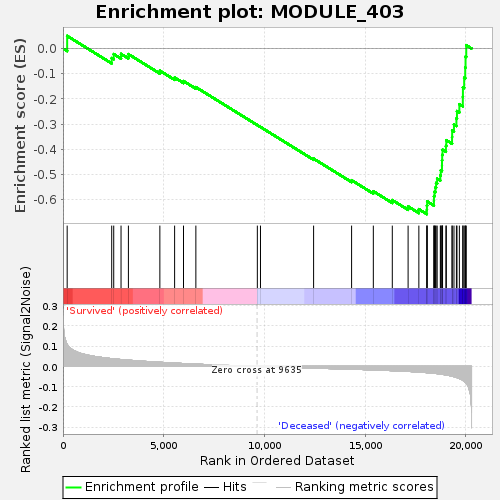 Enrichment plot: MODULE_403
Enrichment score (ES)
0.0
-0.1
-0.2
-0.3
-0.4
-0.5
-0.6
'Survived' (positively correlated)
Ranked list metric (Signal2Noise)
0.3
0.2
0.1
0.0
-0.1
-0.2
-0.3
Zero cross at 9635
'Deceased' (negatively correlated)
0
5,000
10,000
15,000
20,000
Rank in Ordered Dataset
Enrichment profile
Hits
Ranking metric scores